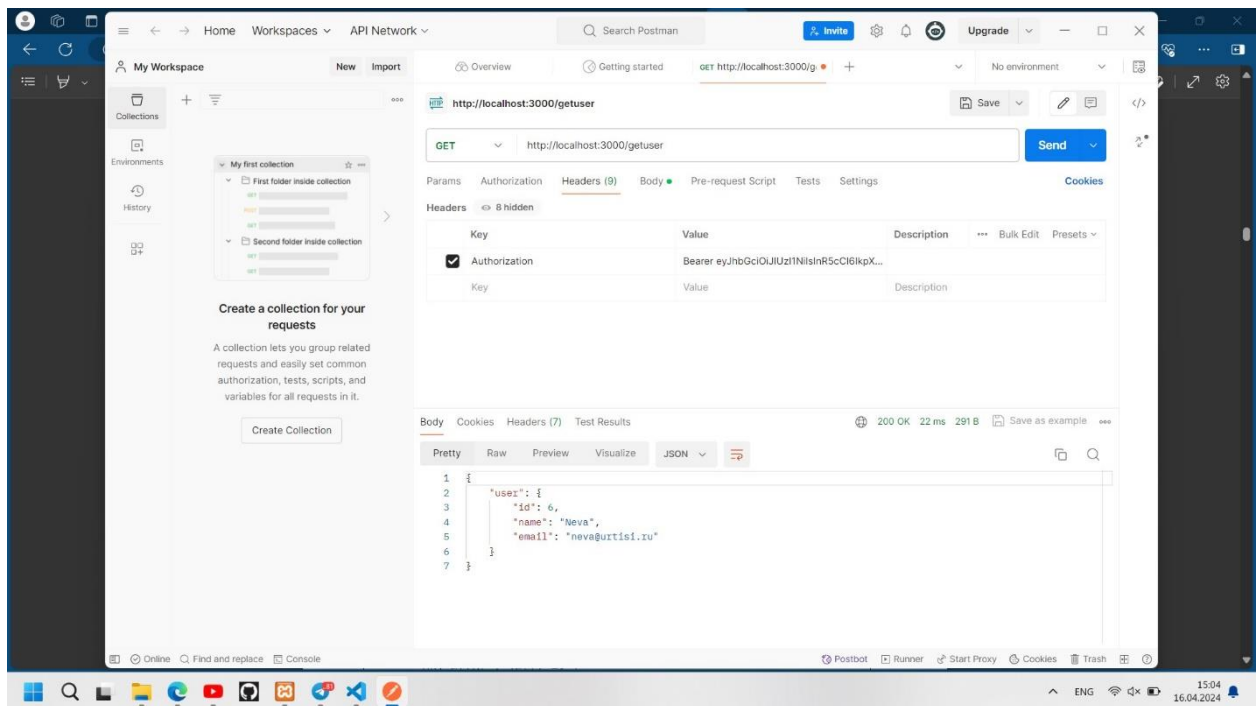 Home Workspaces API Network Search Postman Invite Upgrade
My Workspace New Import Overview Getting started GET http://localhost:3000/g No environment
Collections
Environments
History
My first collection
First folder inside collection
GET
POST
GET
Second folder inside collection
GET
GET
Create a collection for your
requests
A collection lets you group related
requests and easily set common
authorization, tests, scripts, and
variables for all requests in it.
Create Collection
HTTP http://localhost:3000/getuser Save
GET http://localhost:3000/getuser Send
Params Authorization Headers (9) Body Pre-request Script Tests Settings Cookies
Headers 8 hidden
Key Value Description Bulk Edit Presets
Authorization Bearer eyJhbGciOiJIUzI1NiIsInR5cCI6IkpX...
Key Value Description
Body Cookies Headers (7) Test Results 200 OK 22 ms 291 B Save as example
Pretty Raw Preview Visualize JSON
1 {
2 "user": {
3 "id": 6,
4 "name": "Neva",
5 "email": "neva@urtisi.ru"
6 }
7 }
Online Find and replace Console Postbot Runner Start Proxy Cookies Trash
ENG 15:04
16.04.2024